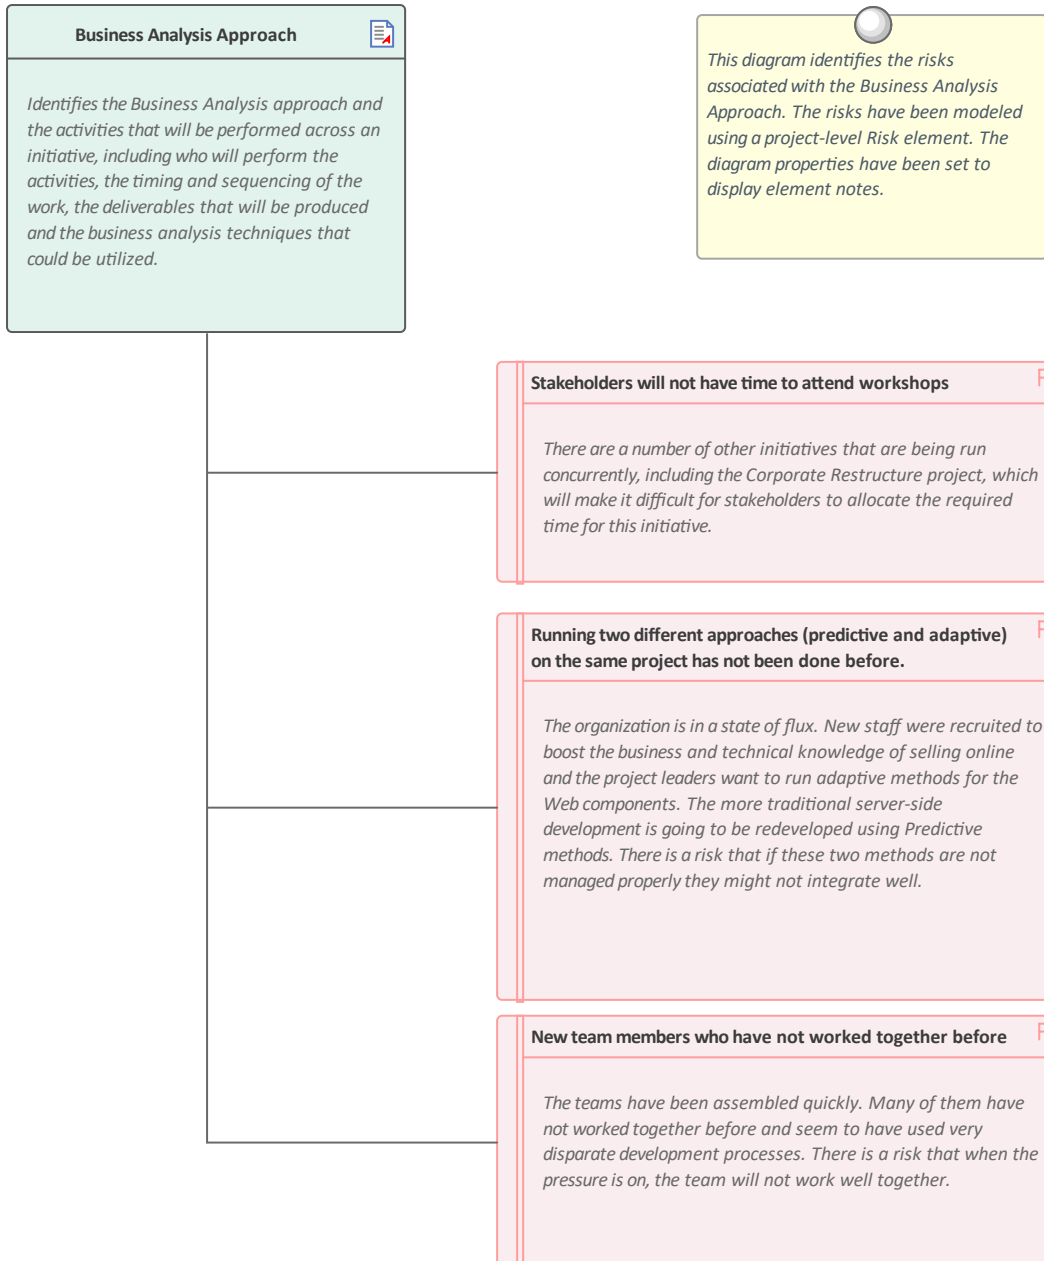 Business Analysis Approach
Identifies the Business Analysis approach and
the activities that will be performed across an
initiative, including who will perform the
activities, the timing and sequencing of the
work, the deliverables that will be produced
and the business analysis techniques that
could be utilized.
This diagram identifies the risks
associated with the Business Analysis
Approach. The risks have been modeled
using a project-level Risk element. The
diagram properties have been set to
display element notes.
Stakeholders will not have time to attend workshops
There are a number of other initiatives that are being run
concurrently, including the Corporate Restructure project, which
will make it difficult for stakeholders to allocate the required
time for this initiative.
Running two different approaches (predictive and adaptive)
on the same project has not been done before.
The organization is in a state of flux. New staff were recruited to
boost the business and technical knowledge of selling online
and the project leaders want to run adaptive methods for the
Web components. The more traditional server-side
development is going to be redeveloped using Predictive
methods. There is a risk that if these two methods are not
managed properly they might not integrate well.
New team members who have not worked together before
The teams have been assembled quickly. Many of them have
not worked together before and seem to have used very
disparate development processes. There is a risk that when the
pressure is on, the team will not work well together.